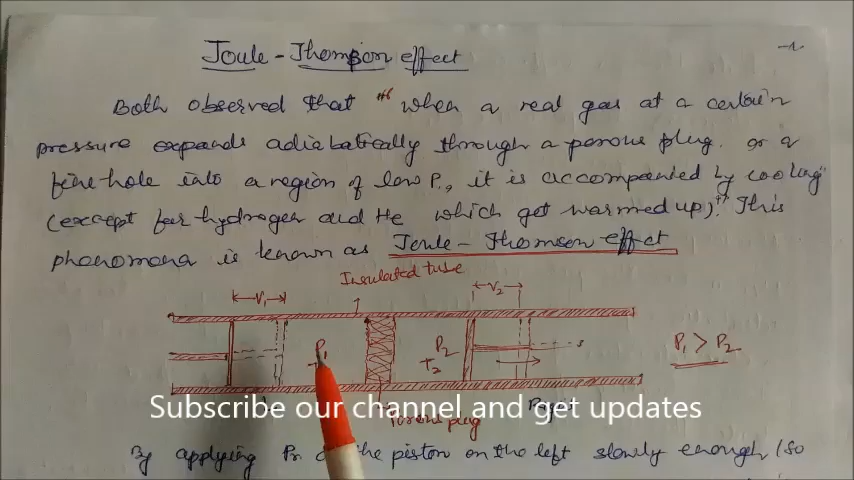 Joule-Thomson effect
Both observed that "when a real gas at a certain
pressure expands adiabatically through a porous plug or a
fine hole into a region of low P., it is accompanied by cooling"
(except for hydrogen and He which get warmed up)". This
phenomona is known as Joule-Thomson effect
Insulated tube
V₁ V₂
P₁ P₂ P₁ > P₂
T₂
Subscribe our channel and get updates
Porous plug
By applying Pr. the piston on the left slowly enough (so